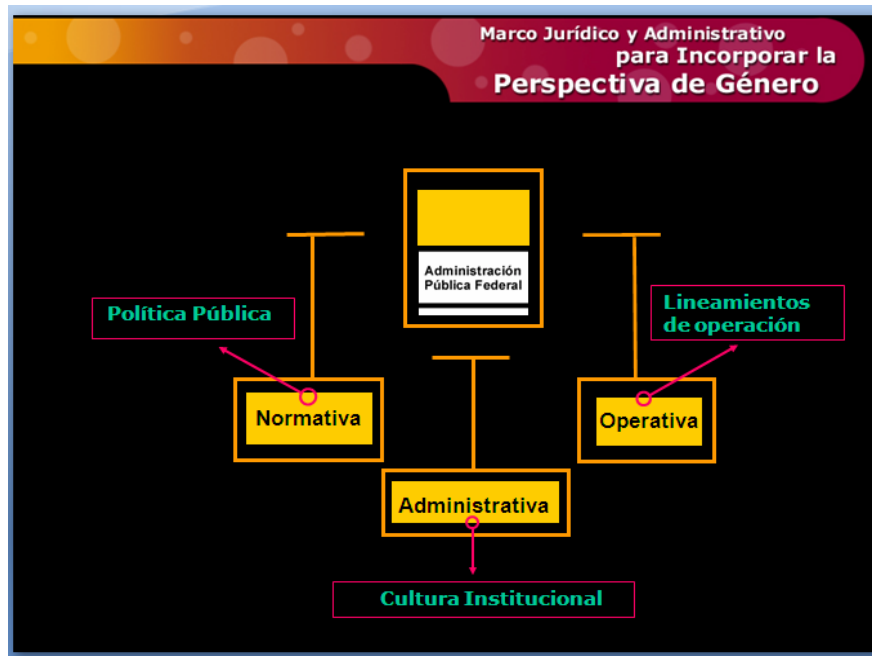 Marco Jurídico y Administrativo
para Incorporar la
Perspectiva de Género
Administración
Pública Federal
Política Pública
Lineamientos
de operación
Normativa
Operativa
Administrativa
Cultura Institucional